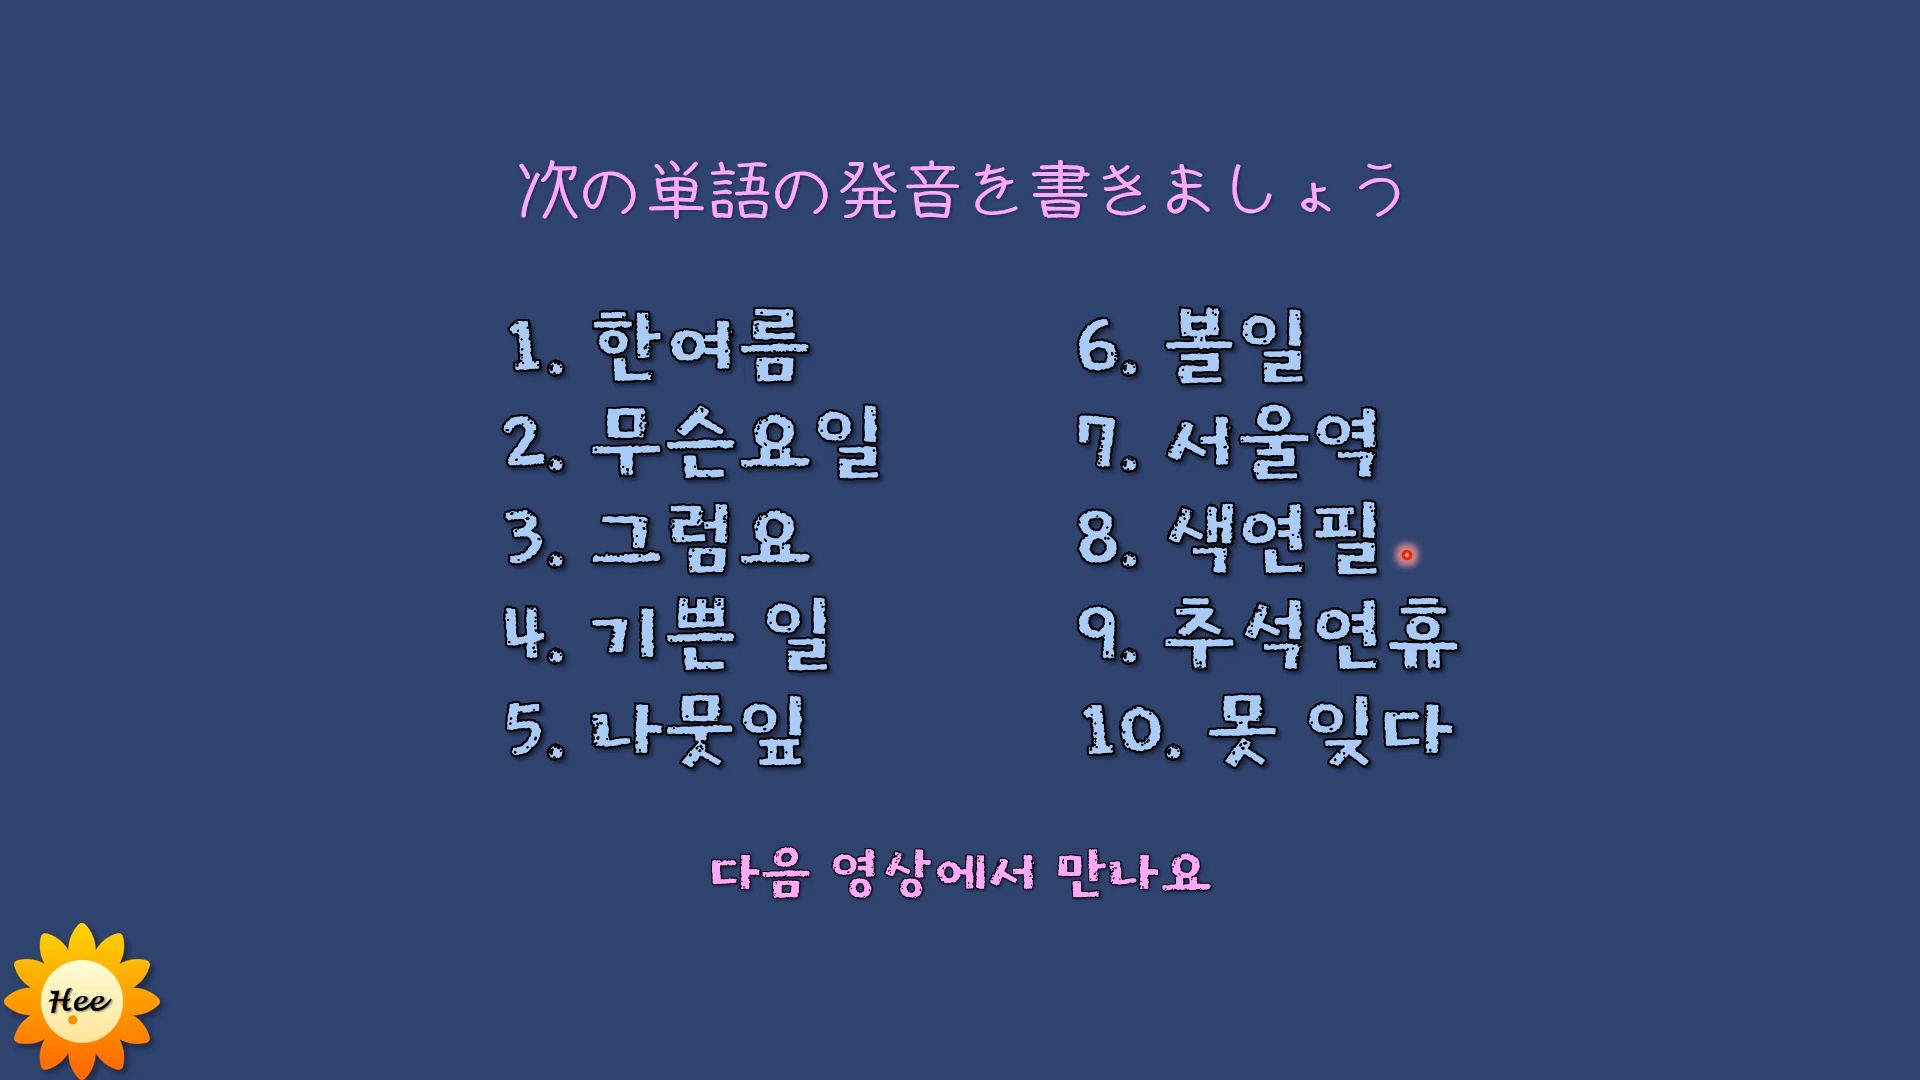 次の単語の発音を書きましょう
1. 한여름
2. 무슨요일
3. 그럼요
4. 기쁜 일
5. 나뭇잎
6. 볼일
7. 서울역
8. 색연필
9. 추석연휴
10. 못 잊다
다음 영상에서 만나요
Hee